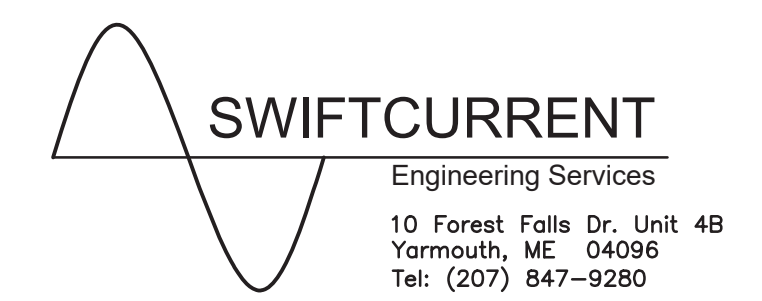 SWIFTCURRENT
Engineering Services
10 Forest Falls Dr. Unit 4B
Yarmouth, ME 04096
Tel: (207) 847-9280